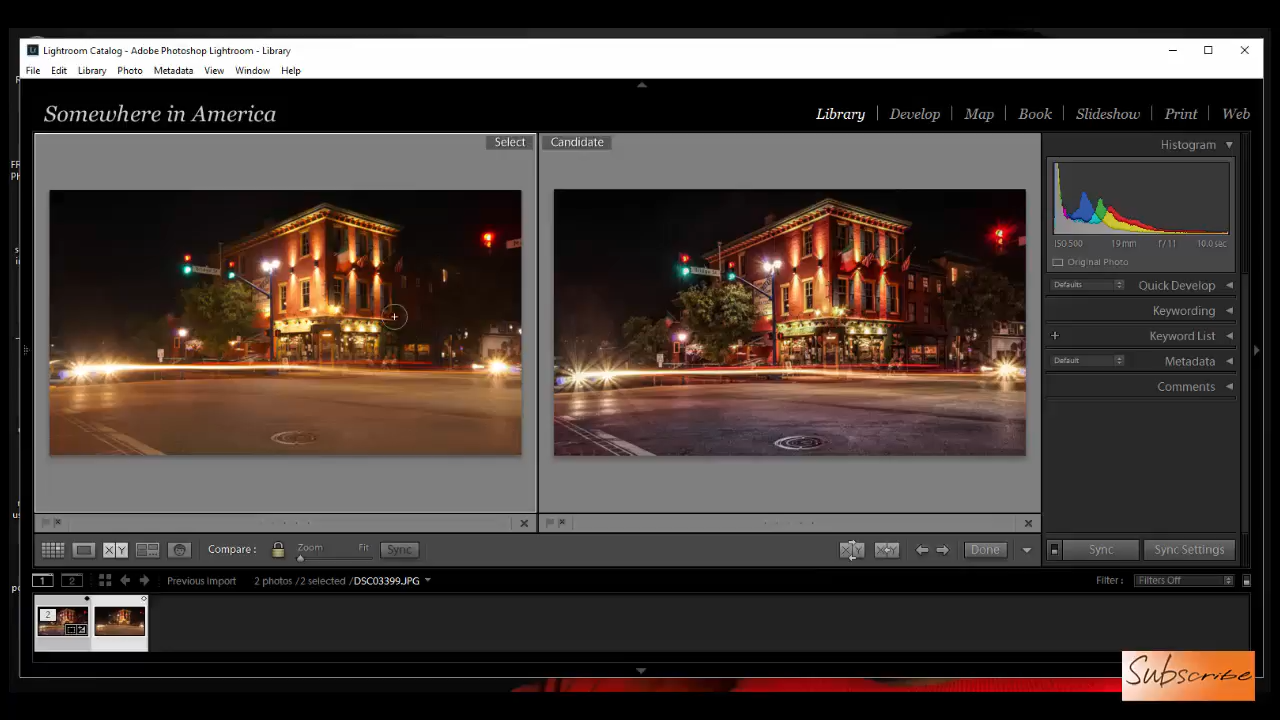 Lightroom Catalog - Adobe Photoshop Lightroom - Library
File Edit Library Photo Metadata View Window Help
Somewhere in America
Library Develop Map Book Slideshow Print Web
Select
Candidate
Histogram
ISO 500 19 mm f / 11 10.0 sec
Original Photo
Defaults Quick Develop
Keywording
+ Keyword List
Default Metadata
Comments
XY Compare : Zoom Fit Sync
Done
Sync Sync Settings
1 2 Previous Import 2 photos / 2 selected / DSC03399.JPG
Filter : Filters Off
2
Subscribe